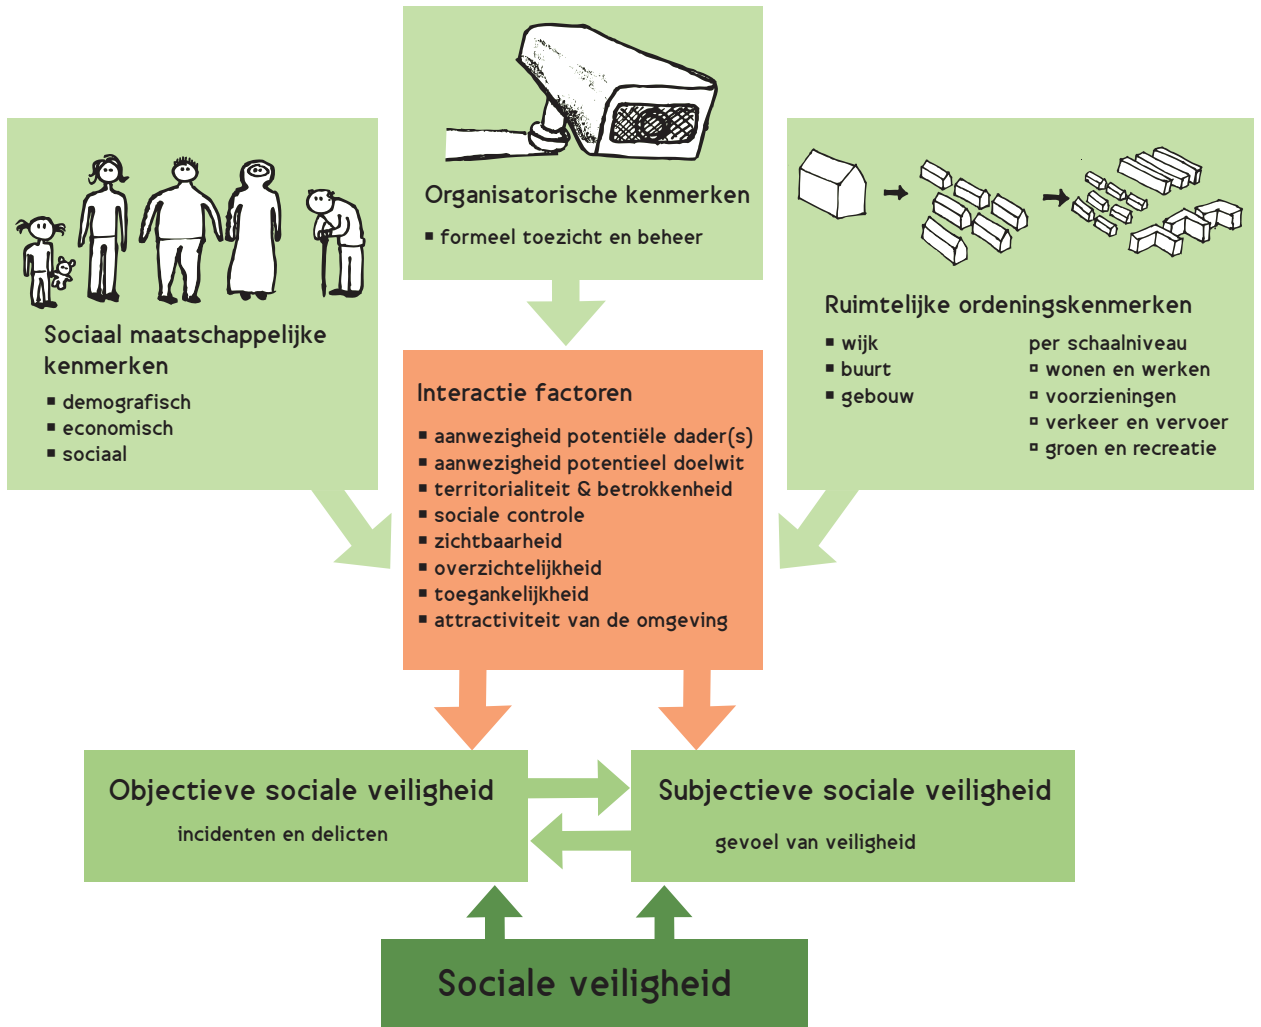 Organisatorische kenmerken
▪ formeel toezicht en beheer
Sociaal maatschappelijke
kenmerken
▪ demografisch
▪ economisch
▪ sociaal
Ruimtelijke ordeningskenmerken
▪ wijk
▪ buurt
▪ gebouw
per schaalniveau
▫ wonen en werken
▫ voorzieningen
▫ verkeer en vervoer
▫ groen en recreatie
Interactie factoren
▪ aanwezigheid potentiële dader(s)
▪ aanwezigheid potentieel doelwit
▪ territorialiteit & betrokkenheid
▪ sociale controle
▪ zichtbaarheid
▪ overzichtelijkheid
▪ toegankelijkheid
▪ attractiviteit van de omgeving
Objectieve sociale veiligheid
incidenten en delicten
Subjectieve sociale veiligheid
gevoel van veiligheid
Sociale veiligheid